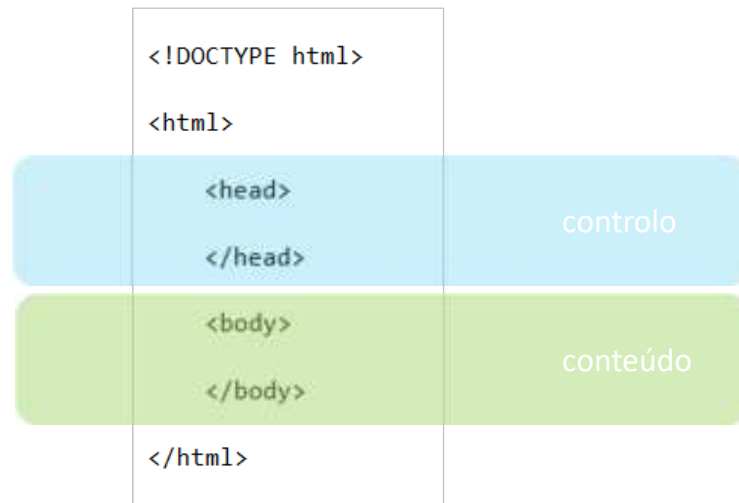 <!DOCTYPE html>
<html>
<head>
controlo
</head>
<body>
conteúdo
</body>
</html>